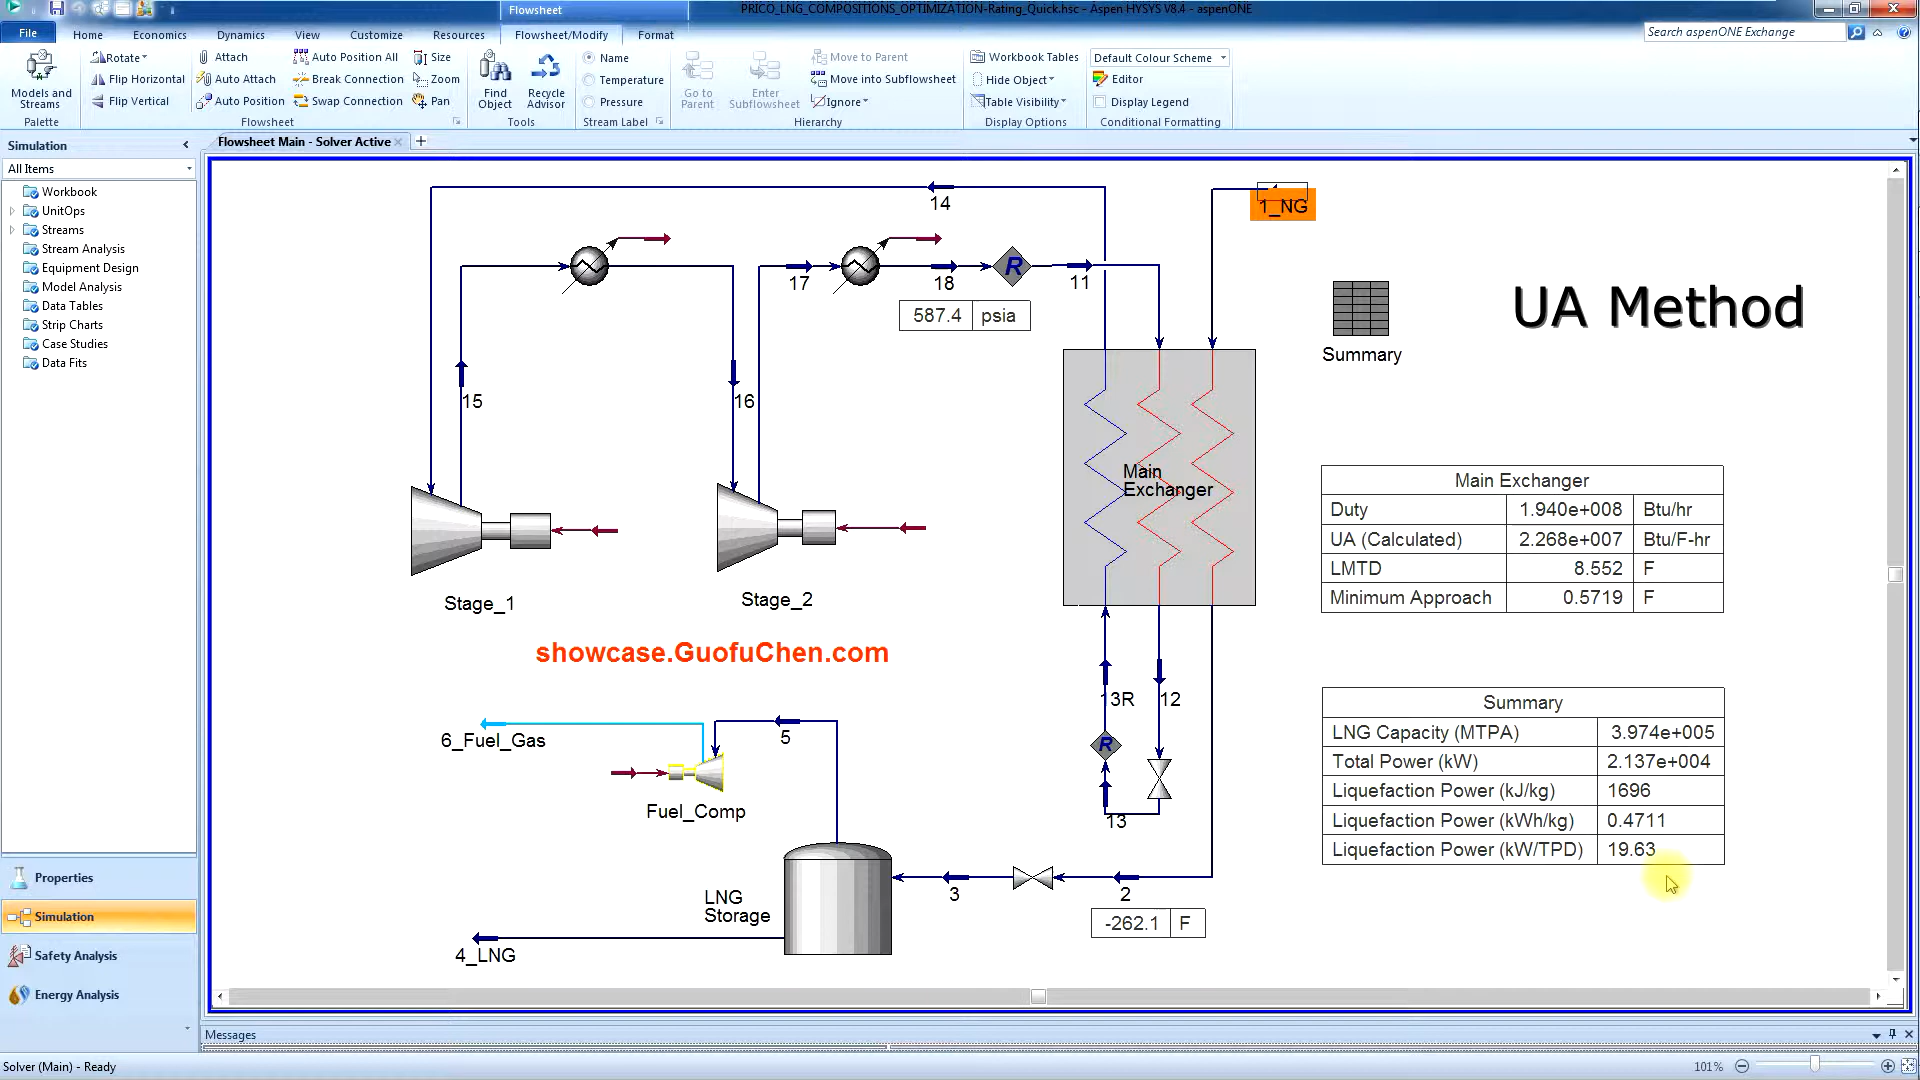 Flowsheet
PRICO_LNG_COMPOSITIONS_OPTIMIZATION-Rating_Quick.hsc - Aspen HYSYS V8.4 - aspenONE
File
Home
Economics
Dynamics
View
Customize
Resources
Flowsheet/Modify
Format
Search aspenONE Exchange
Models and
Streams
Palette
Rotate
Flip Horizontal
Flip Vertical
Attach
Auto Attach
Auto Position
Auto Position All
Break Connection
Swap Connection
Size
Zoom
Pan
Flowsheet
Find
Object
Recycle
Advisor
Tools
Name
Temperature
Pressure
Stream Label
Go to
Parent
Enter
Subflowsheet
Move to Parent
Move into Subflowsheet
Ignore
Hierarchy
Workbook Tables
Hide Object
Table Visibility
Display Options
Default Colour Scheme
Editor
Display Legend
Conditional Formatting
Simulation
All Items
Workbook
UnitOps
Streams
Stream Analysis
Equipment Design
Model Analysis
Data Tables
Strip Charts
Case Studies
Data Fits
Properties
Simulation
Safety Analysis
Energy Analysis
Flowsheet Main - Solver Active
14
1_NG
17
18
R
11
587.4 psia
Summary
UA Method
15
16
Main
Exchanger
Stage_1
Stage_2
Main Exchanger
Duty 1.940e+008 Btu/hr
UA (Calculated) 2.268e+007 Btu/F-hr
LMTD 8.552 F
Minimum Approach 0.5719 F
showcase.GuofuChen.com
13R
12
R
13
6_Fuel_Gas
5
Fuel_Comp
Summary
LNG Capacity (MTPA) 3.974e+005
Total Power (kW) 2.137e+004
Liquefaction Power (kJ/kg) 1696
Liquefaction Power (kWh/kg) 0.4711
Liquefaction Power (kW/TPD) 19.63
LNG
Storage
3
2
-262.1 F
4_LNG
Messages
Solver (Main) - Ready
101%